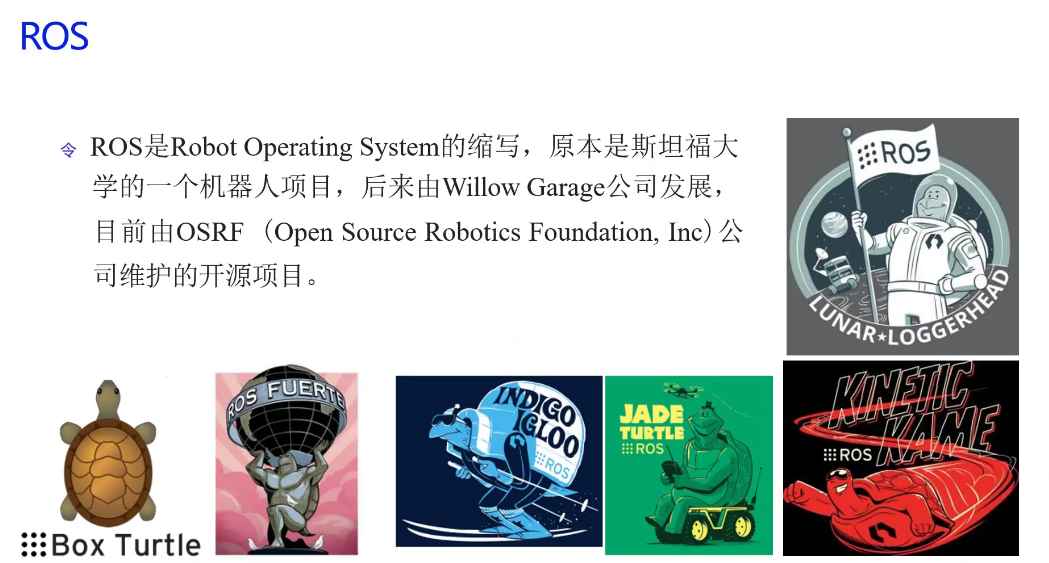 ROS
ROS是Robot Operating System的缩写，原本是斯坦福大
学的一个机器人项目，后来由Willow Garage公司发展，
目前由OSRF（Open Source Robotics Foundation, Inc）公
司维护的开源项目。
ROS
LUNAR★LOGGERHEAD
Box Turtle
ROS FUERTE
INDIGO
IGLOO
ROS
JADE
TURTLE
ROS
KINETIC
KAME
ROS